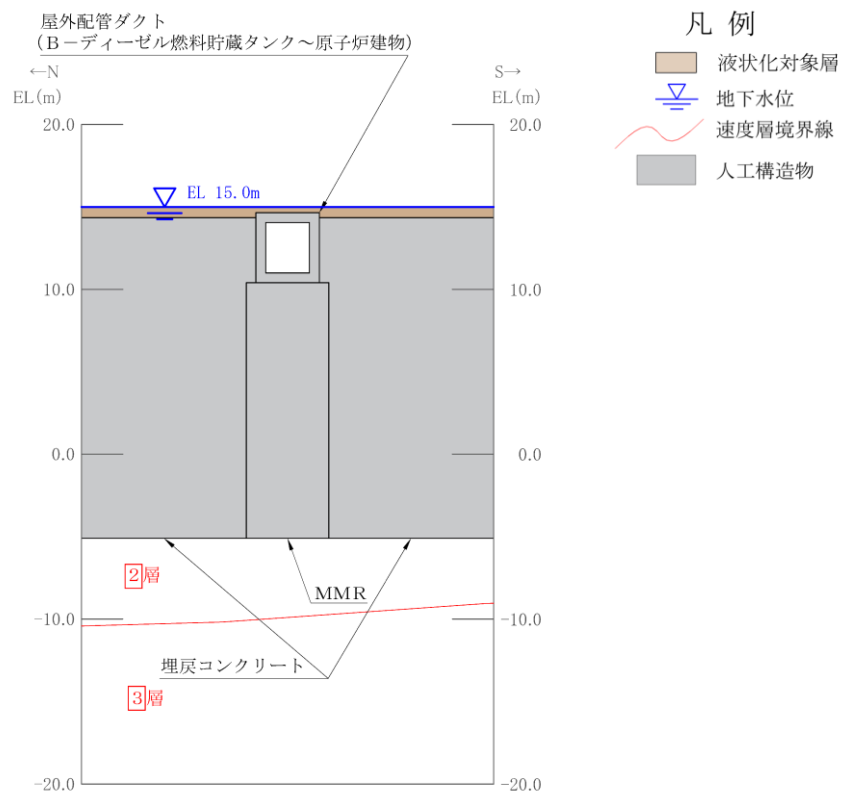 屋外配管ダクト
(B-ディーゼル燃料貯蔵タンク~原子炉建物)
←N
EL(m)
S→
EL(m)
凡 例
液状化対象層
地下水位
速度層境界線
人工構造物
20.0
20.0
EL 15.0m
10.0
10.0
0.0
0.0
2層
MMR
-10.0
-10.0
埋戻コンクリート
3層
-20.0
-20.0